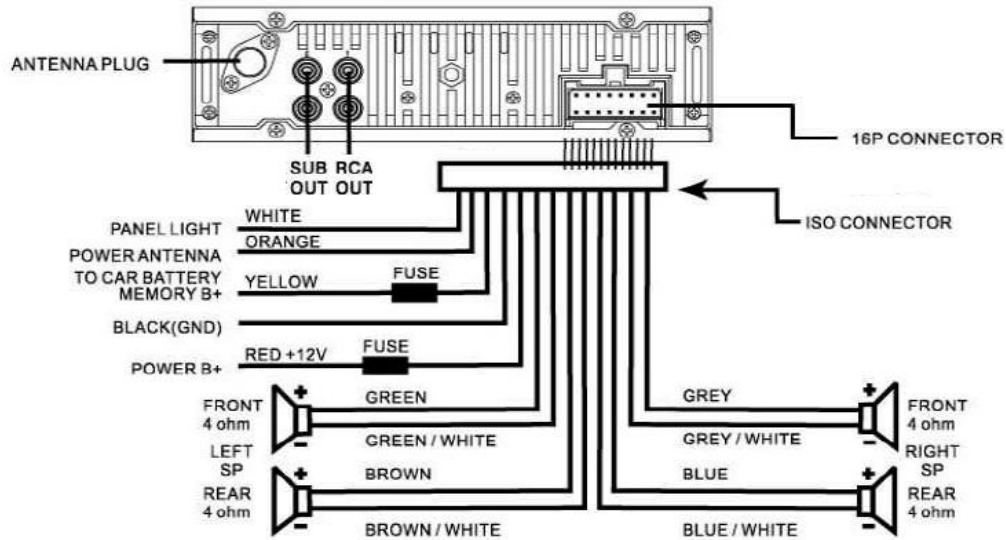 ANTENNA PLUG
16P CONNECTOR
SUB RCA
OUT OUT
ISO CONNECTOR
PANEL LIGHT
WHITE
POWER ANTENNA
ORANGE
TO CAR BATTERY
MEMORY B+
YELLOW
FUSE
BLACK(GND)
POWER B+
RED +12V
FUSE
FRONT
4 ohm
+
-
GREEN
GREEN / WHITE
LEFT
SP
REAR
4 ohm
+
-
BROWN
BROWN / WHITE
GREY
GREY / WHITE
+
-
FRONT
4 ohm
RIGHT
SP
BLUE
BLUE / WHITE
+
-
REAR
4 ohm